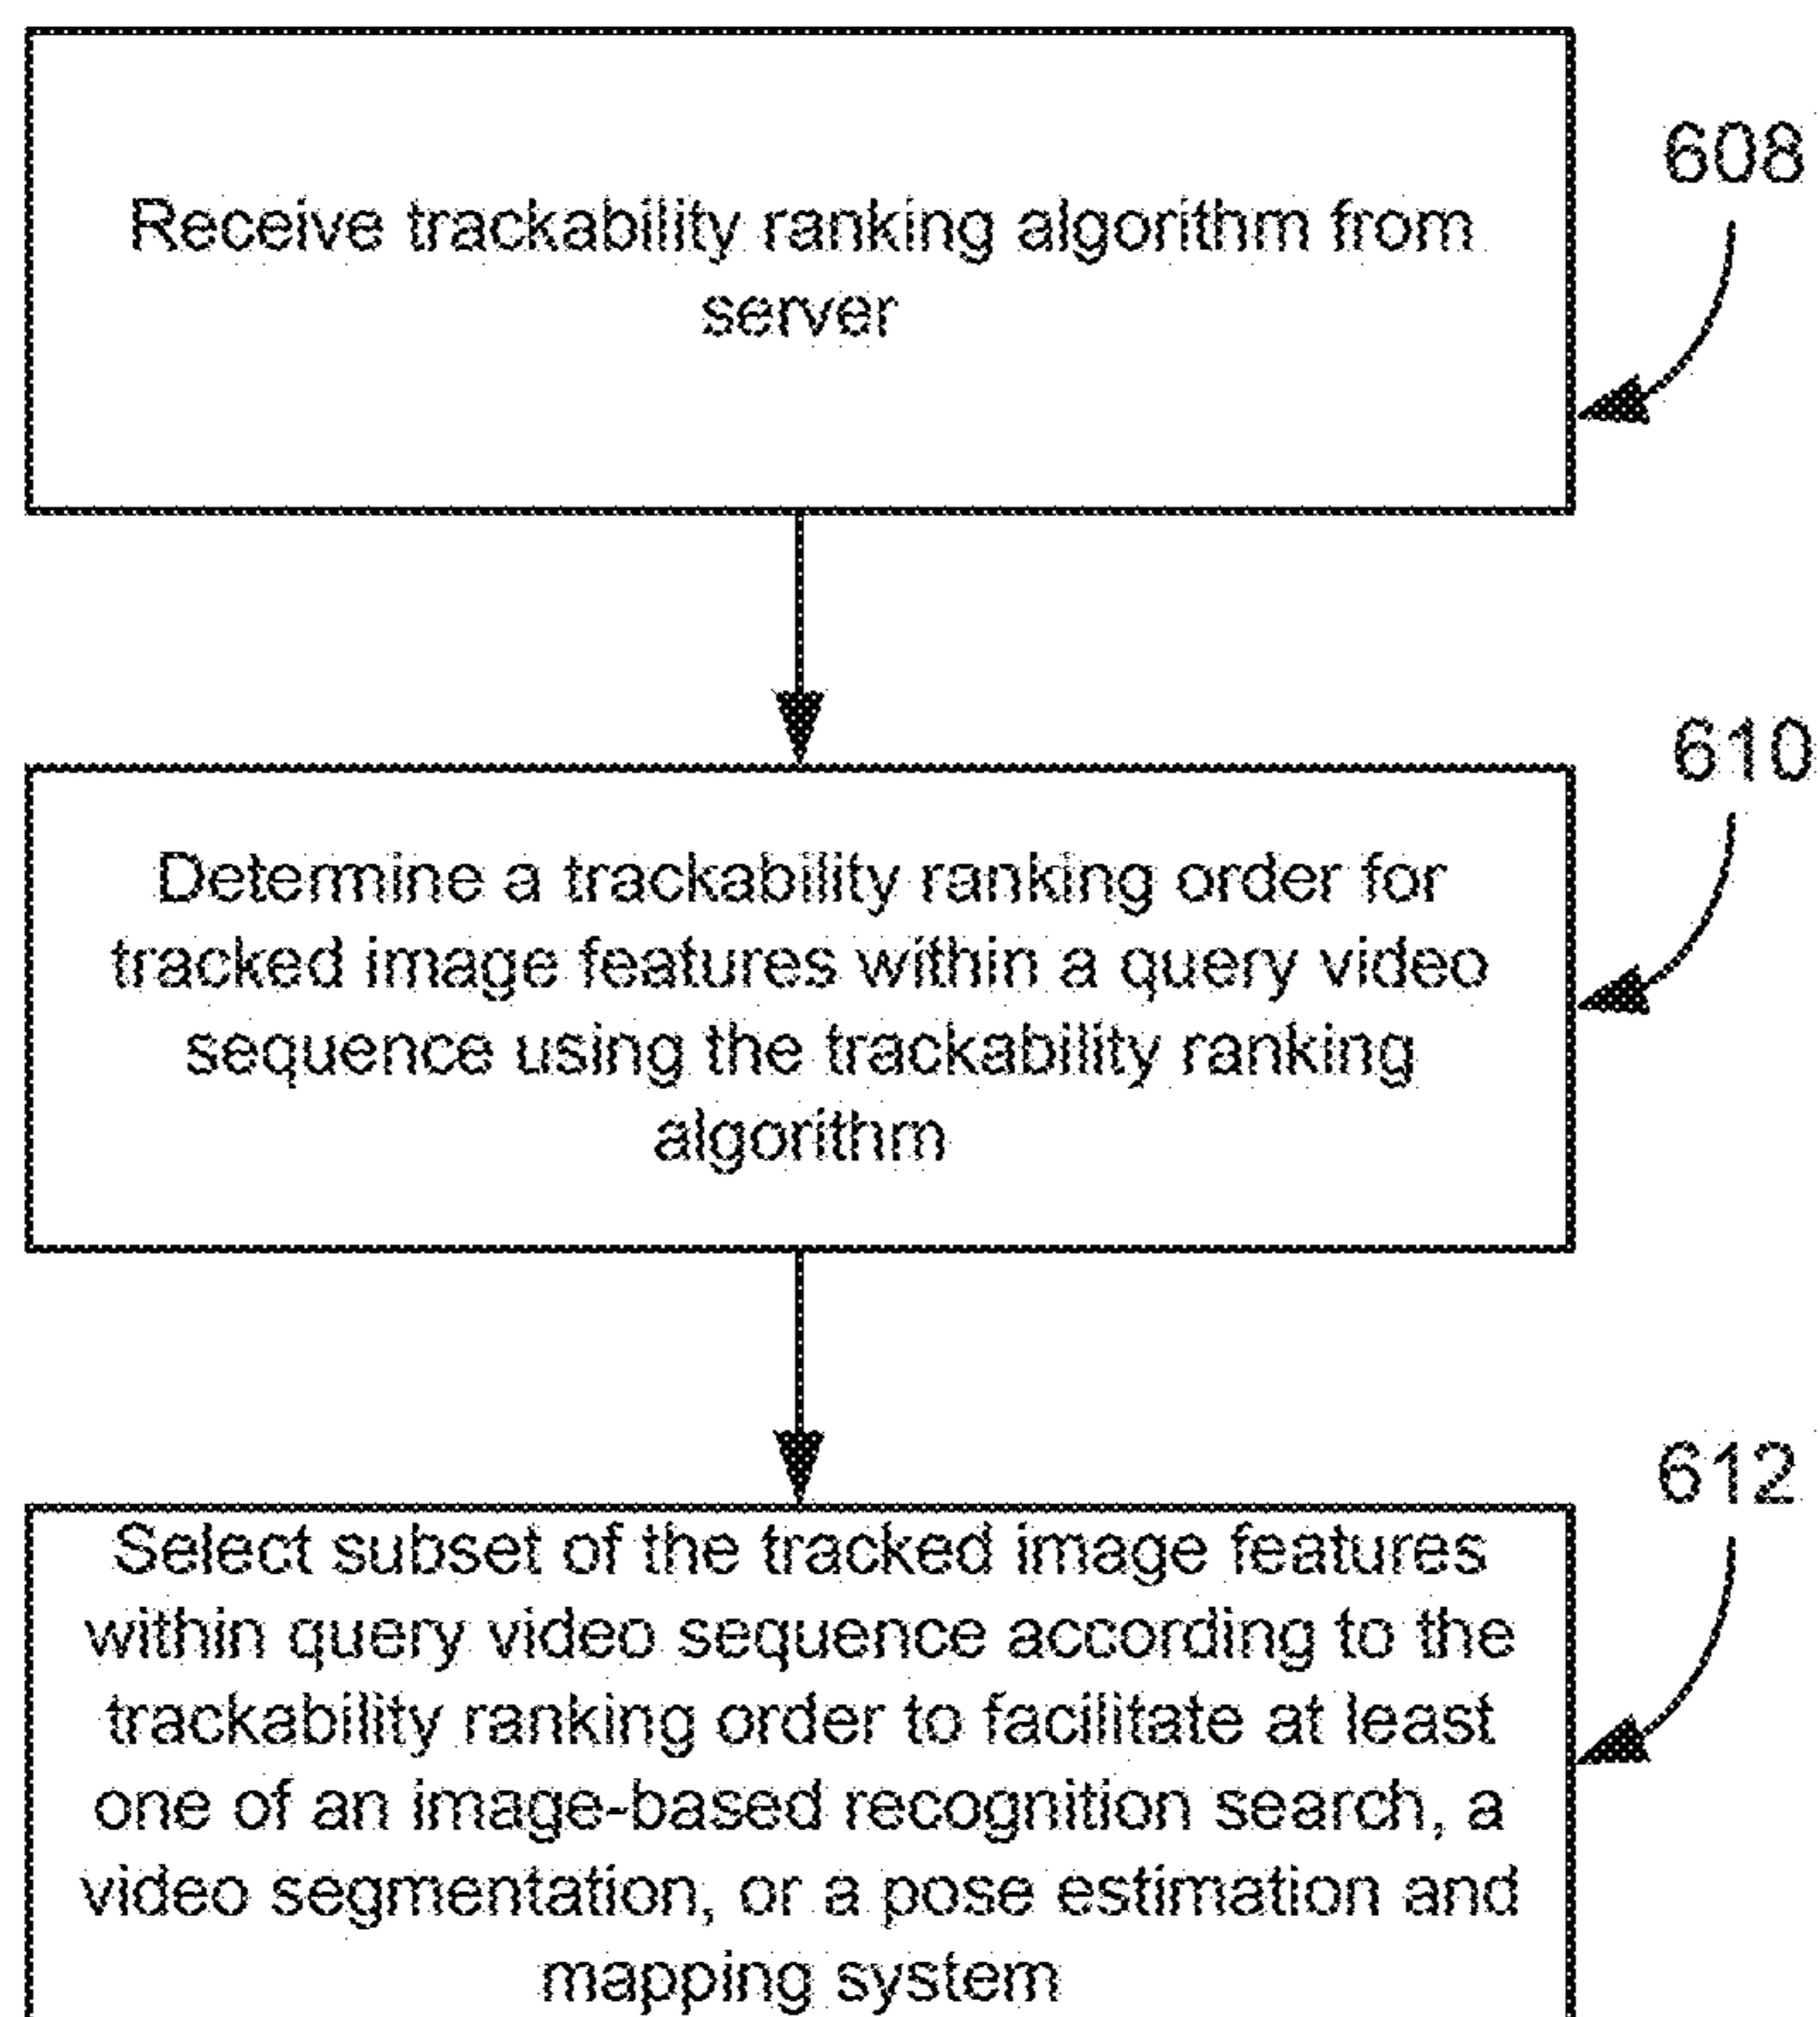 608
Receive trackability ranking algorithm from
server
610
Determine a trackability ranking order for
tracked image features within a query video
sequence using the trackability ranking
algorithm
612
Select subset of the tracked image features
within query video sequence according to the
trackability ranking order to facilitate at least
one of an image-based recognition search, a
video segmentation, or a pose estimation and
mapping system